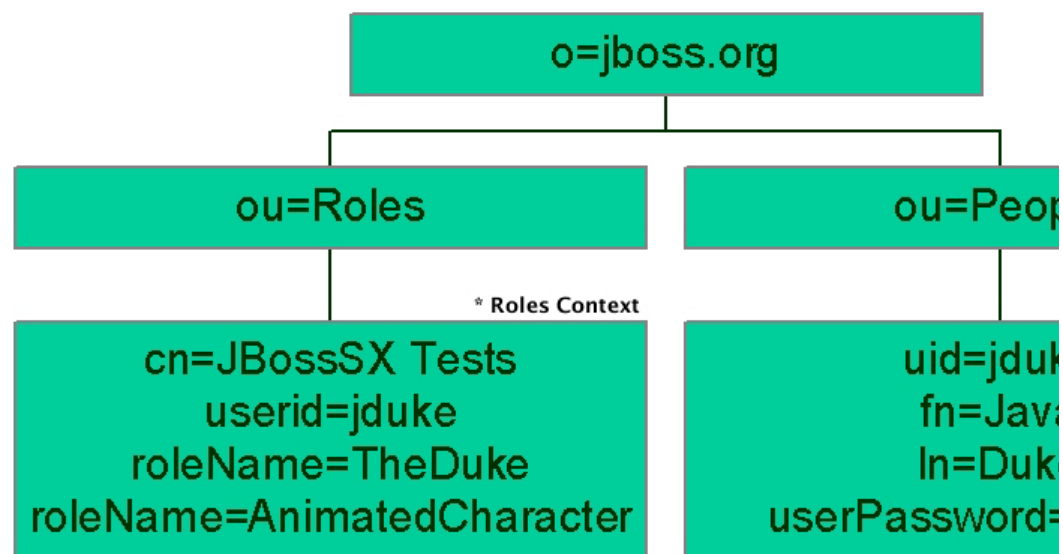 o=jboss.org
ou=Roles
ou=Peop
* Roles Context
cn=JBossSX Tests
userid=jduke
roleName=TheDuke
roleName=AnimatedCharacter
uid=jduk
fn=Java
ln=Duk
userPassword=